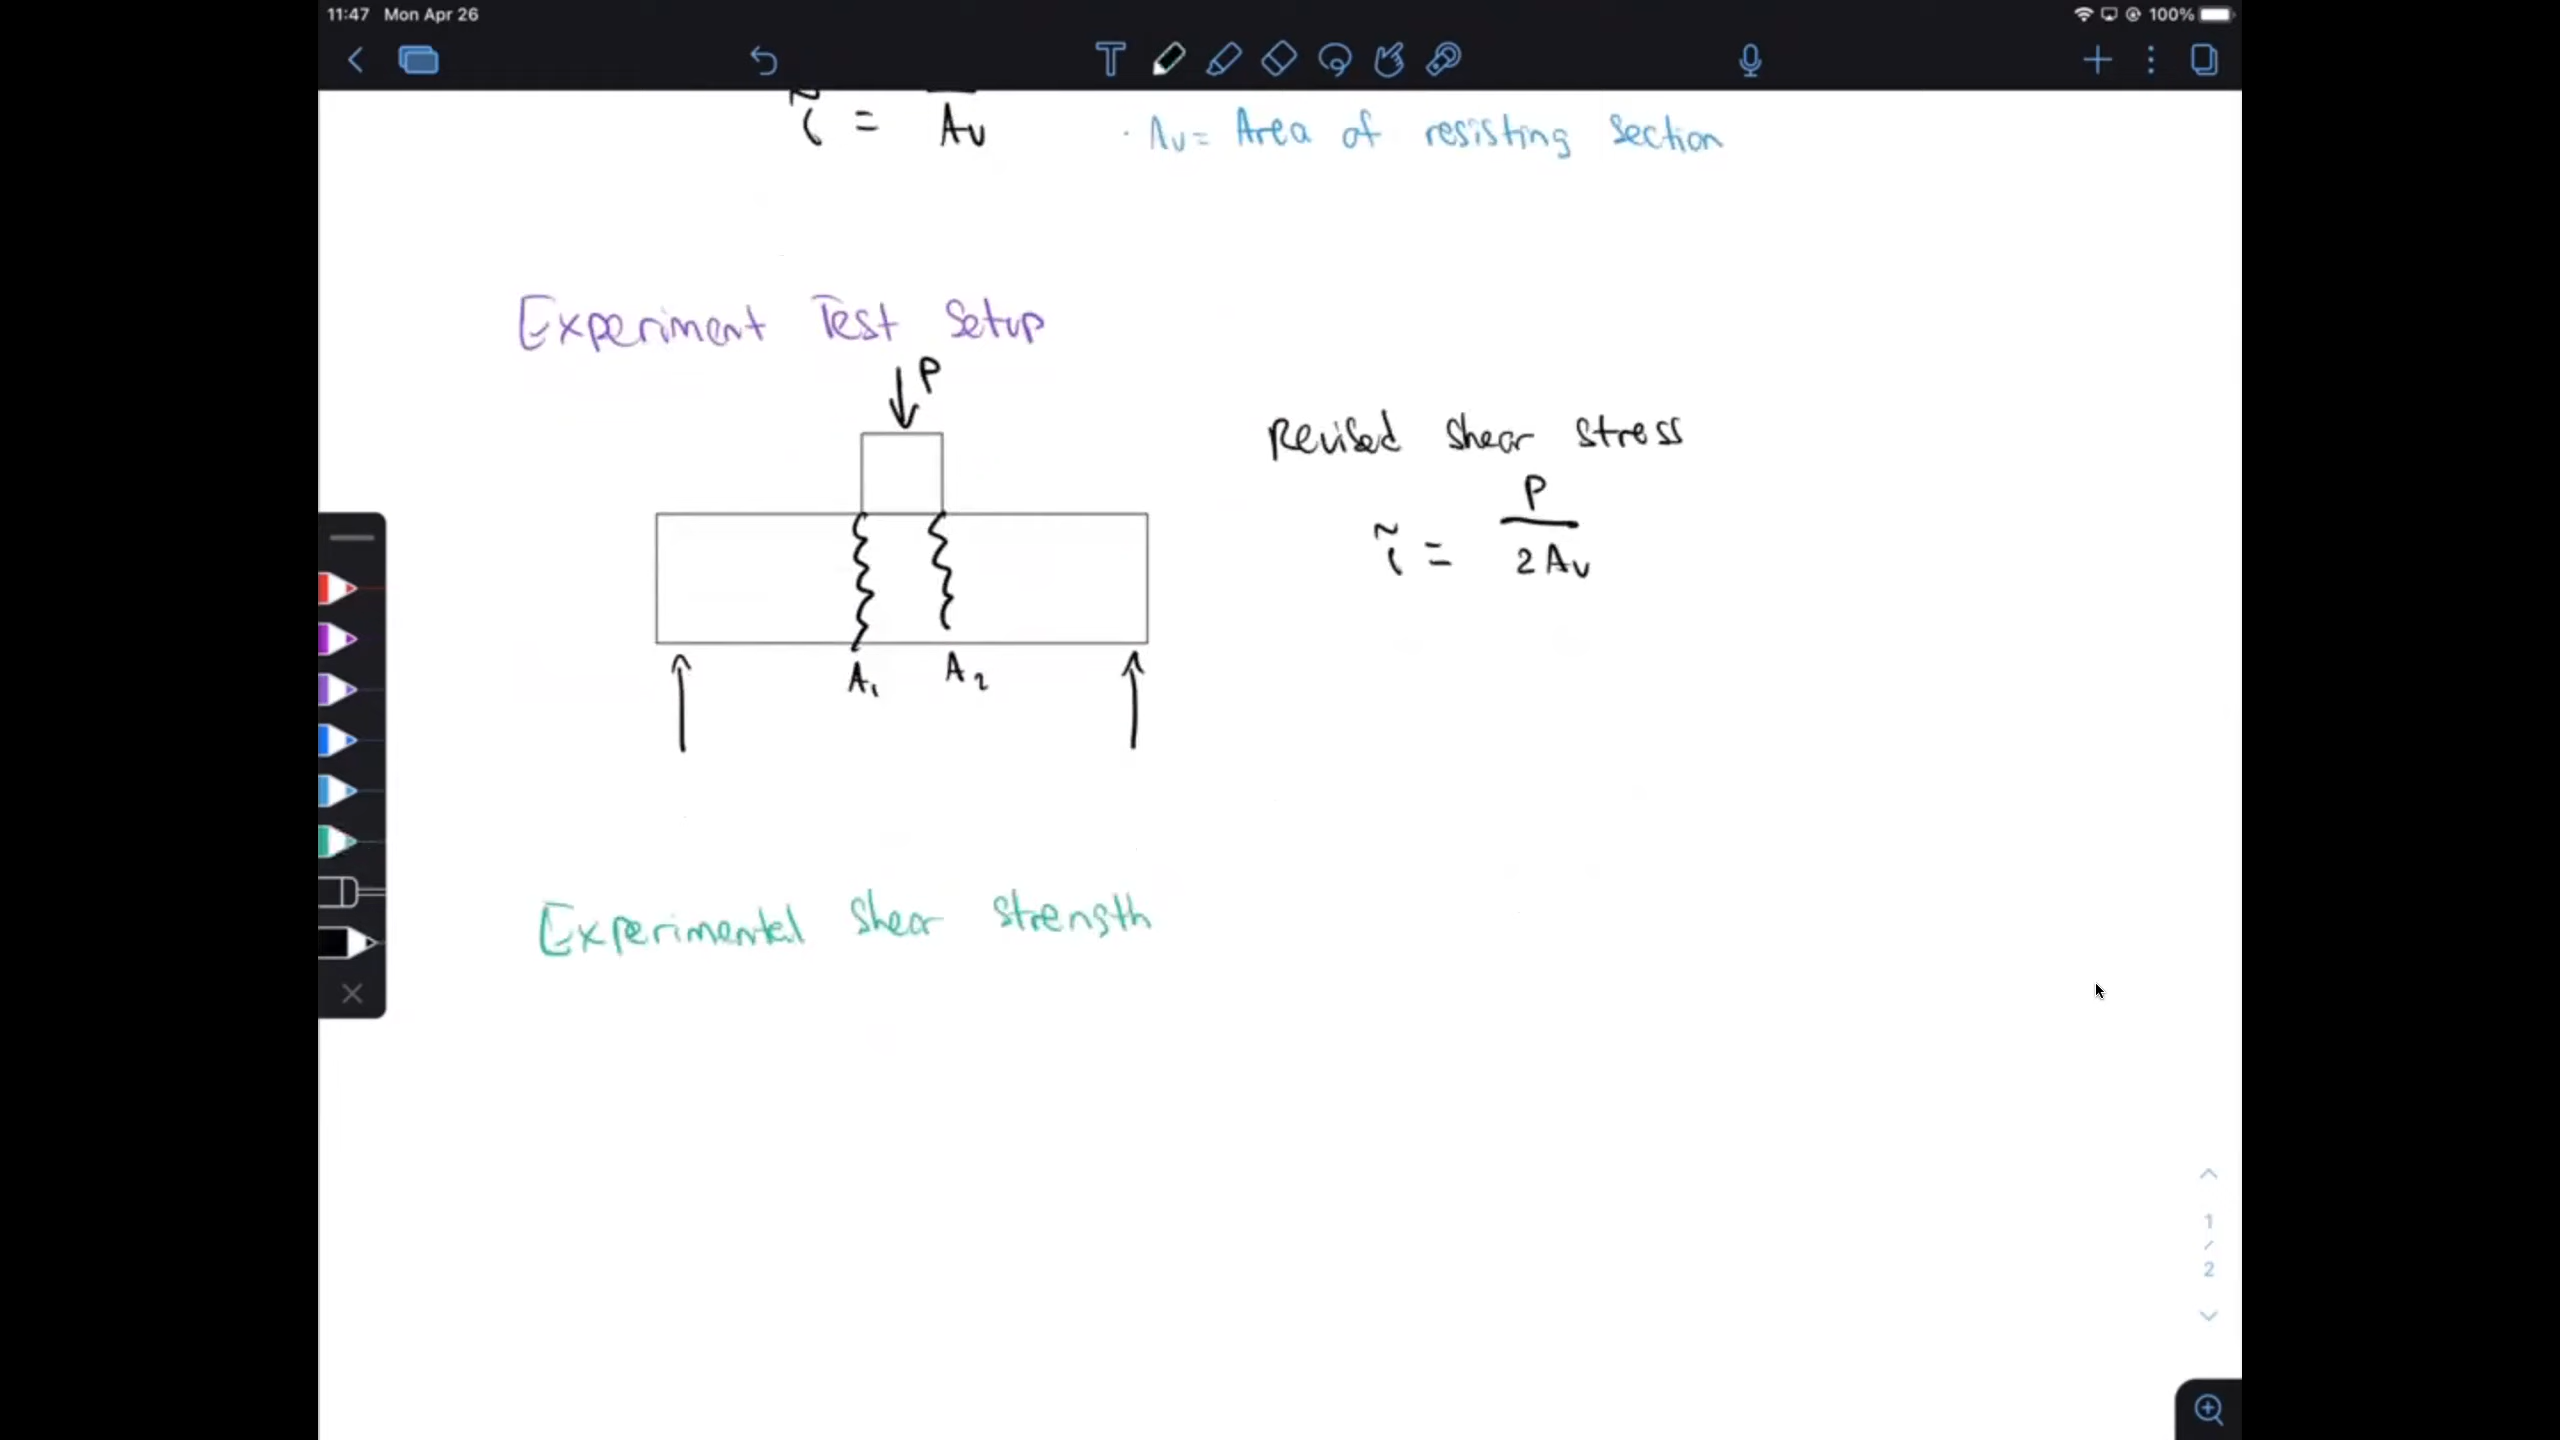 11:47 Mon Apr 26
100%
τ = Av
· Av = Area of resisting section
Experiment Test Setup
P
Revised shear stress
τ = P / 2Av
A1 A2
Experimental shear strength
1
/
2